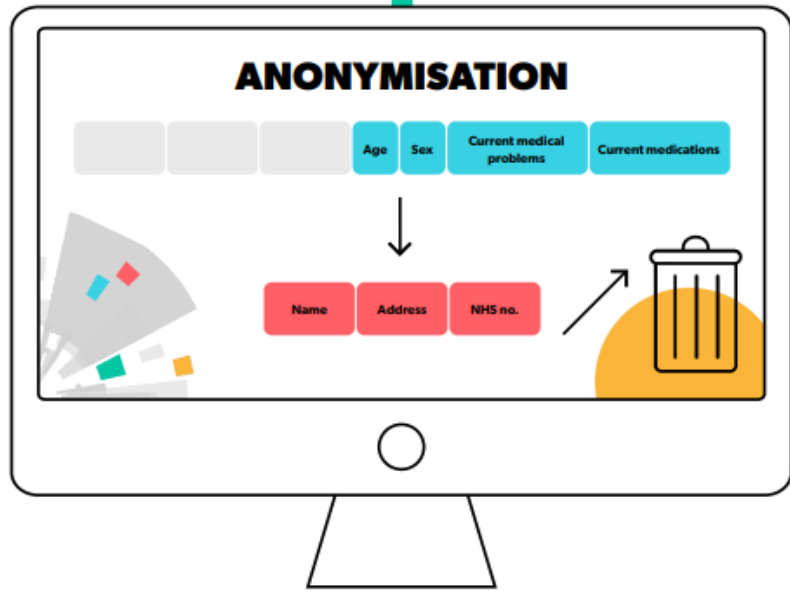 ANONYMISATION
Age Sex Current medical problems Current medications
Name Address NHS no.